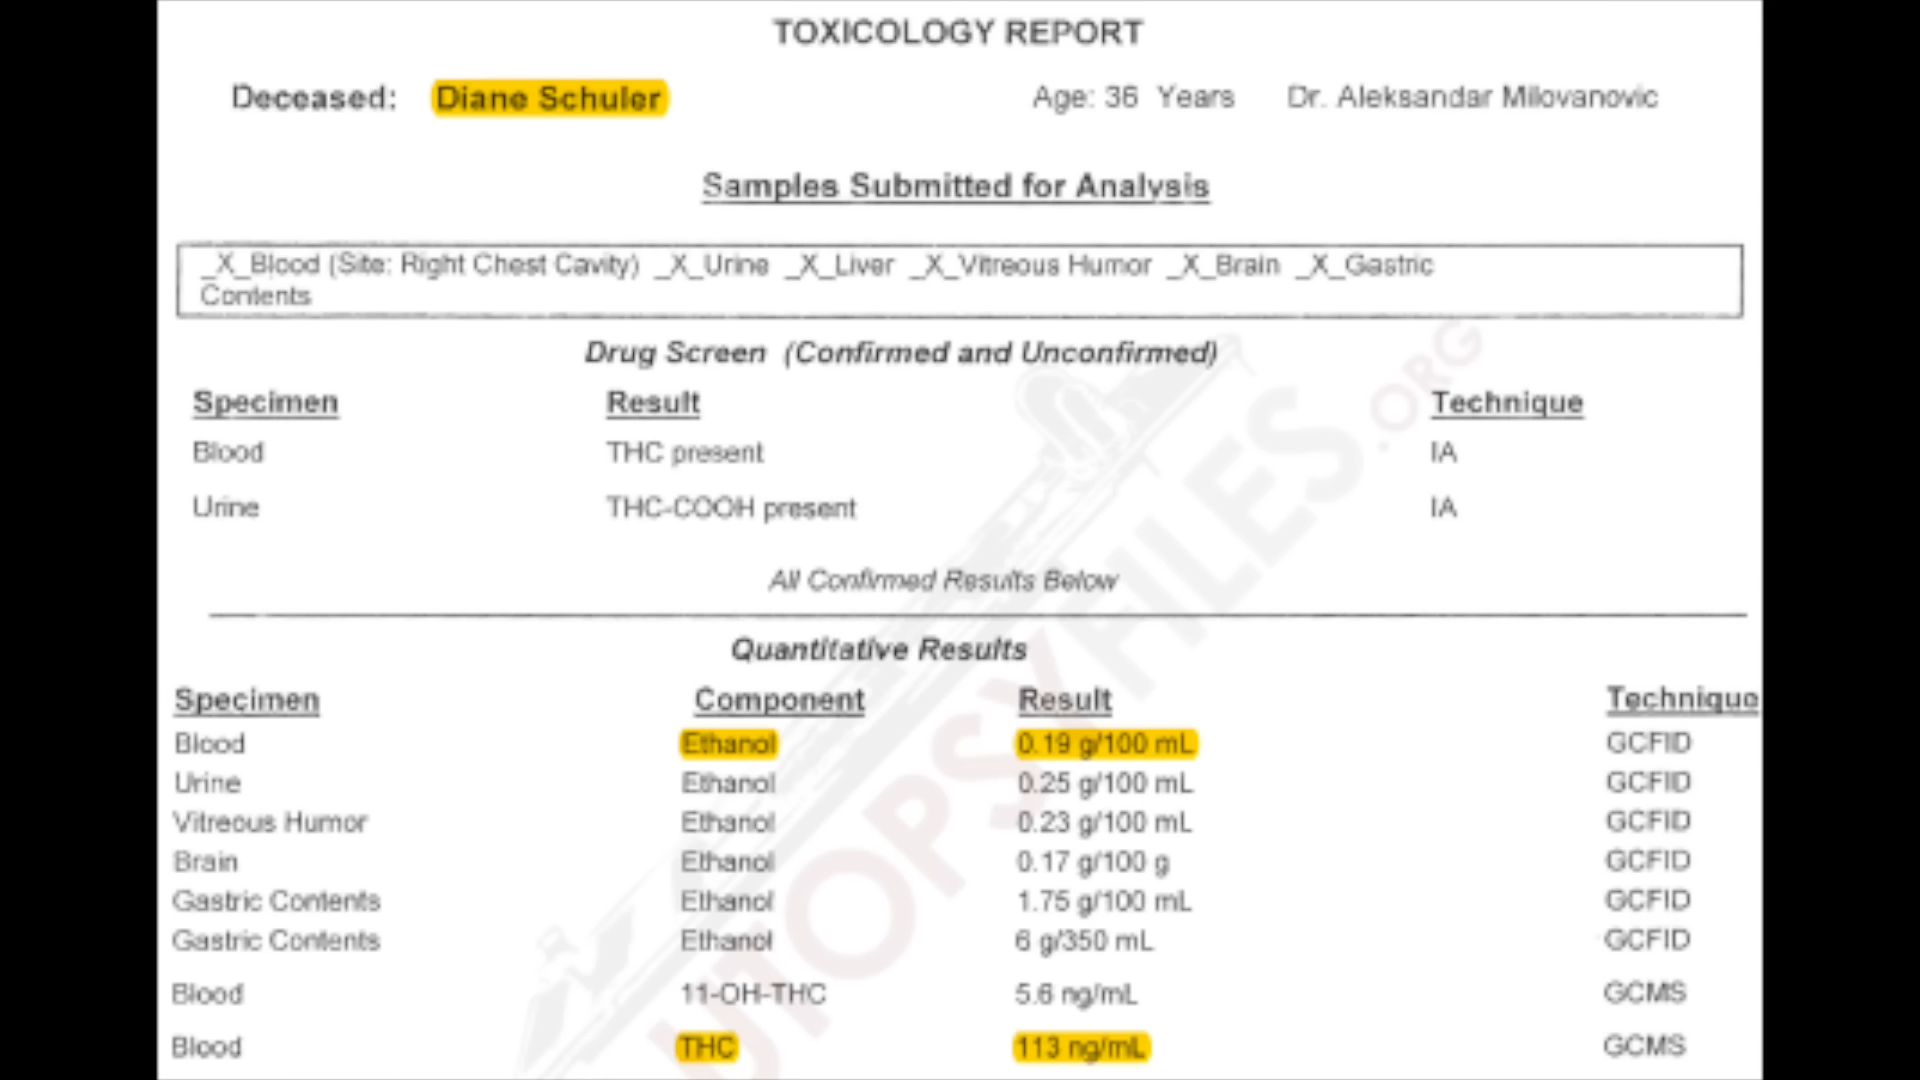 TOXICOLOGY REPORT
Deceased: Diane Schuler Age: 36 Years Dr. Aleksandar Milovanovic
Samples Submitted for Analysis
_X_Blood (Site: Right Chest Cavity) _X_Urine _X_Liver _X_Vitreous Humor _X_Brain _X_Gastric
Contents
Drug Screen (Confirmed and Unconfirmed)
Specimen Result Technique
Blood THC present IA
Urine THC-COOH present IA
All Confirmed Results Below
Quantitative Results
Specimen Component Result Technique
Blood Ethanol 0.19 g/100 mL GCFID
Urine Ethanol 0.25 g/100 mL GCFID
Vitreous Humor Ethanol 0.23 g/100 mL GCFID
Brain Ethanol 0.17 g/100 g GCFID
Gastric Contents Ethanol 1.75 g/100 mL GCFID
Gastric Contents Ethanol 6 g/350 mL GCFID
Blood 11-OH-THC 5.6 ng/mL GCMS
Blood THC 113 ng/mL GCMS
UTOPSYFILES.ORG